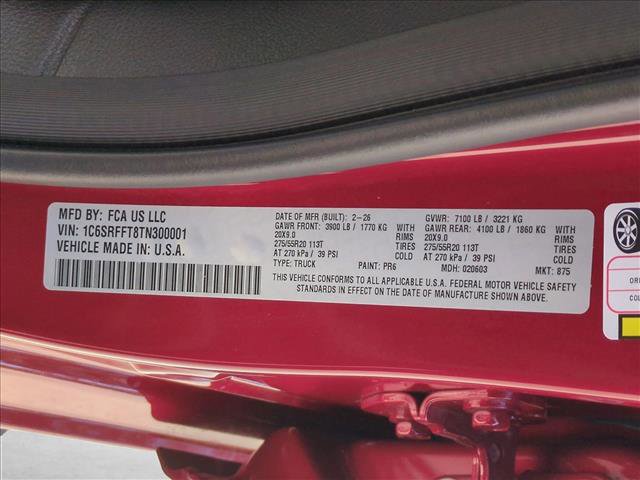 MFD BY: FCA US LLC
VIN: 1C6SRFFT8TN300001
VEHICLE MADE IN: U.S.A.
DATE OF MFR (BUILT): 2-26 GVWR: 7100 LB / 3221 KG
GAWR FRONT: 3900 LB / 1770 KG WITH GAWR REAR: 4100 LB / 1860 KG WITH
20X9.0 RIMS 20X9.0 RIMS
275/55R20 113T TIRES 275/55R20 113T TIRES
AT 270 kPa / 39 PSI COLD AT 270 kPa / 39 PSI COLD
TYPE: TRUCK PAINT: PR6 MDH: 020603 MKT: 875
THIS VEHICLE CONFORMS TO ALL APPLICABLE U.S.A. FEDERAL MOTOR VEHICLE SAFETY
STANDARDS IN EFFECT ON THE DATE OF MANUFACTURE SHOWN ABOVE.